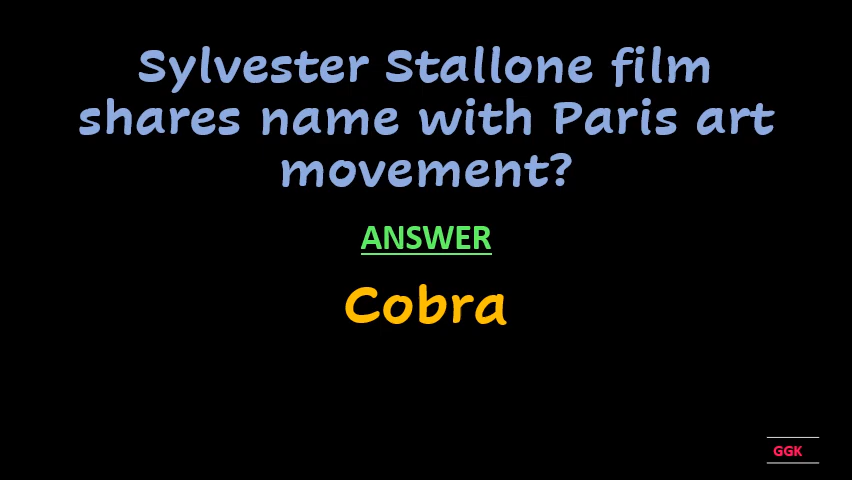 Sylvester Stallone film
shares name with Paris art
movement?
ANSWER
Cobra
GGK